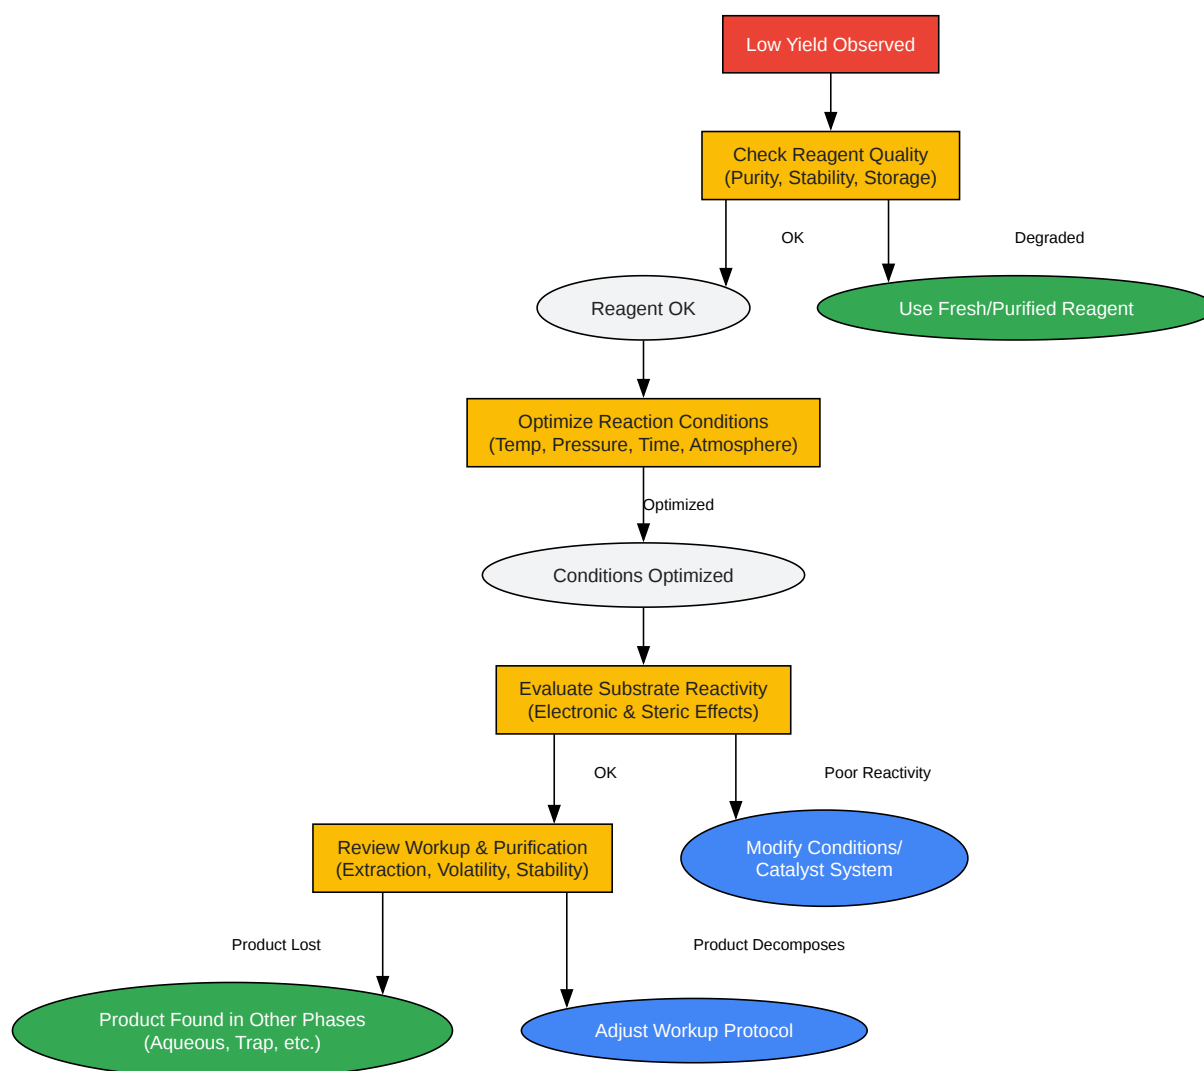 Low Yield Observed
Check Reagent Quality
(Purity, Stability, Storage)
OK
Degraded
Reagent OK
Use Fresh/Purified Reagent
Optimize Reaction Conditions
(Temp, Pressure, Time, Atmosphere)
Optimized
Conditions Optimized
Evaluate Substrate Reactivity
(Electronic & Steric Effects)
OK
Poor Reactivity
Review Workup & Purification
(Extraction, Volatility, Stability)
Modify Conditions/
Catalyst System
Product Lost
Product Decomposes
Product Found in Other Phases
(Aqueous, Trap, etc.)
Adjust Workup Protocol